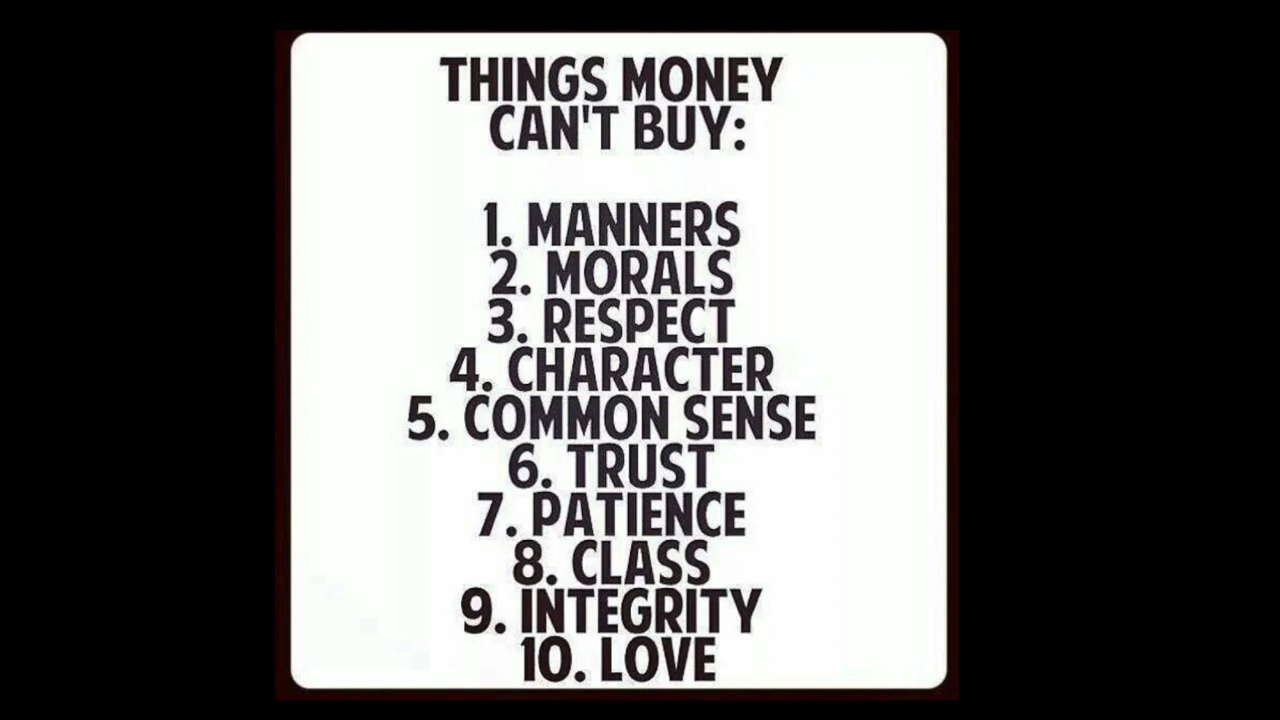 THINGS MONEY
CAN'T BUY:
1. MANNERS
2. MORALS
3. RESPECT
4. CHARACTER
5. COMMON SENSE
6. TRUST
7. PATIENCE
8. CLASS
9. INTEGRITY
10. LOVE